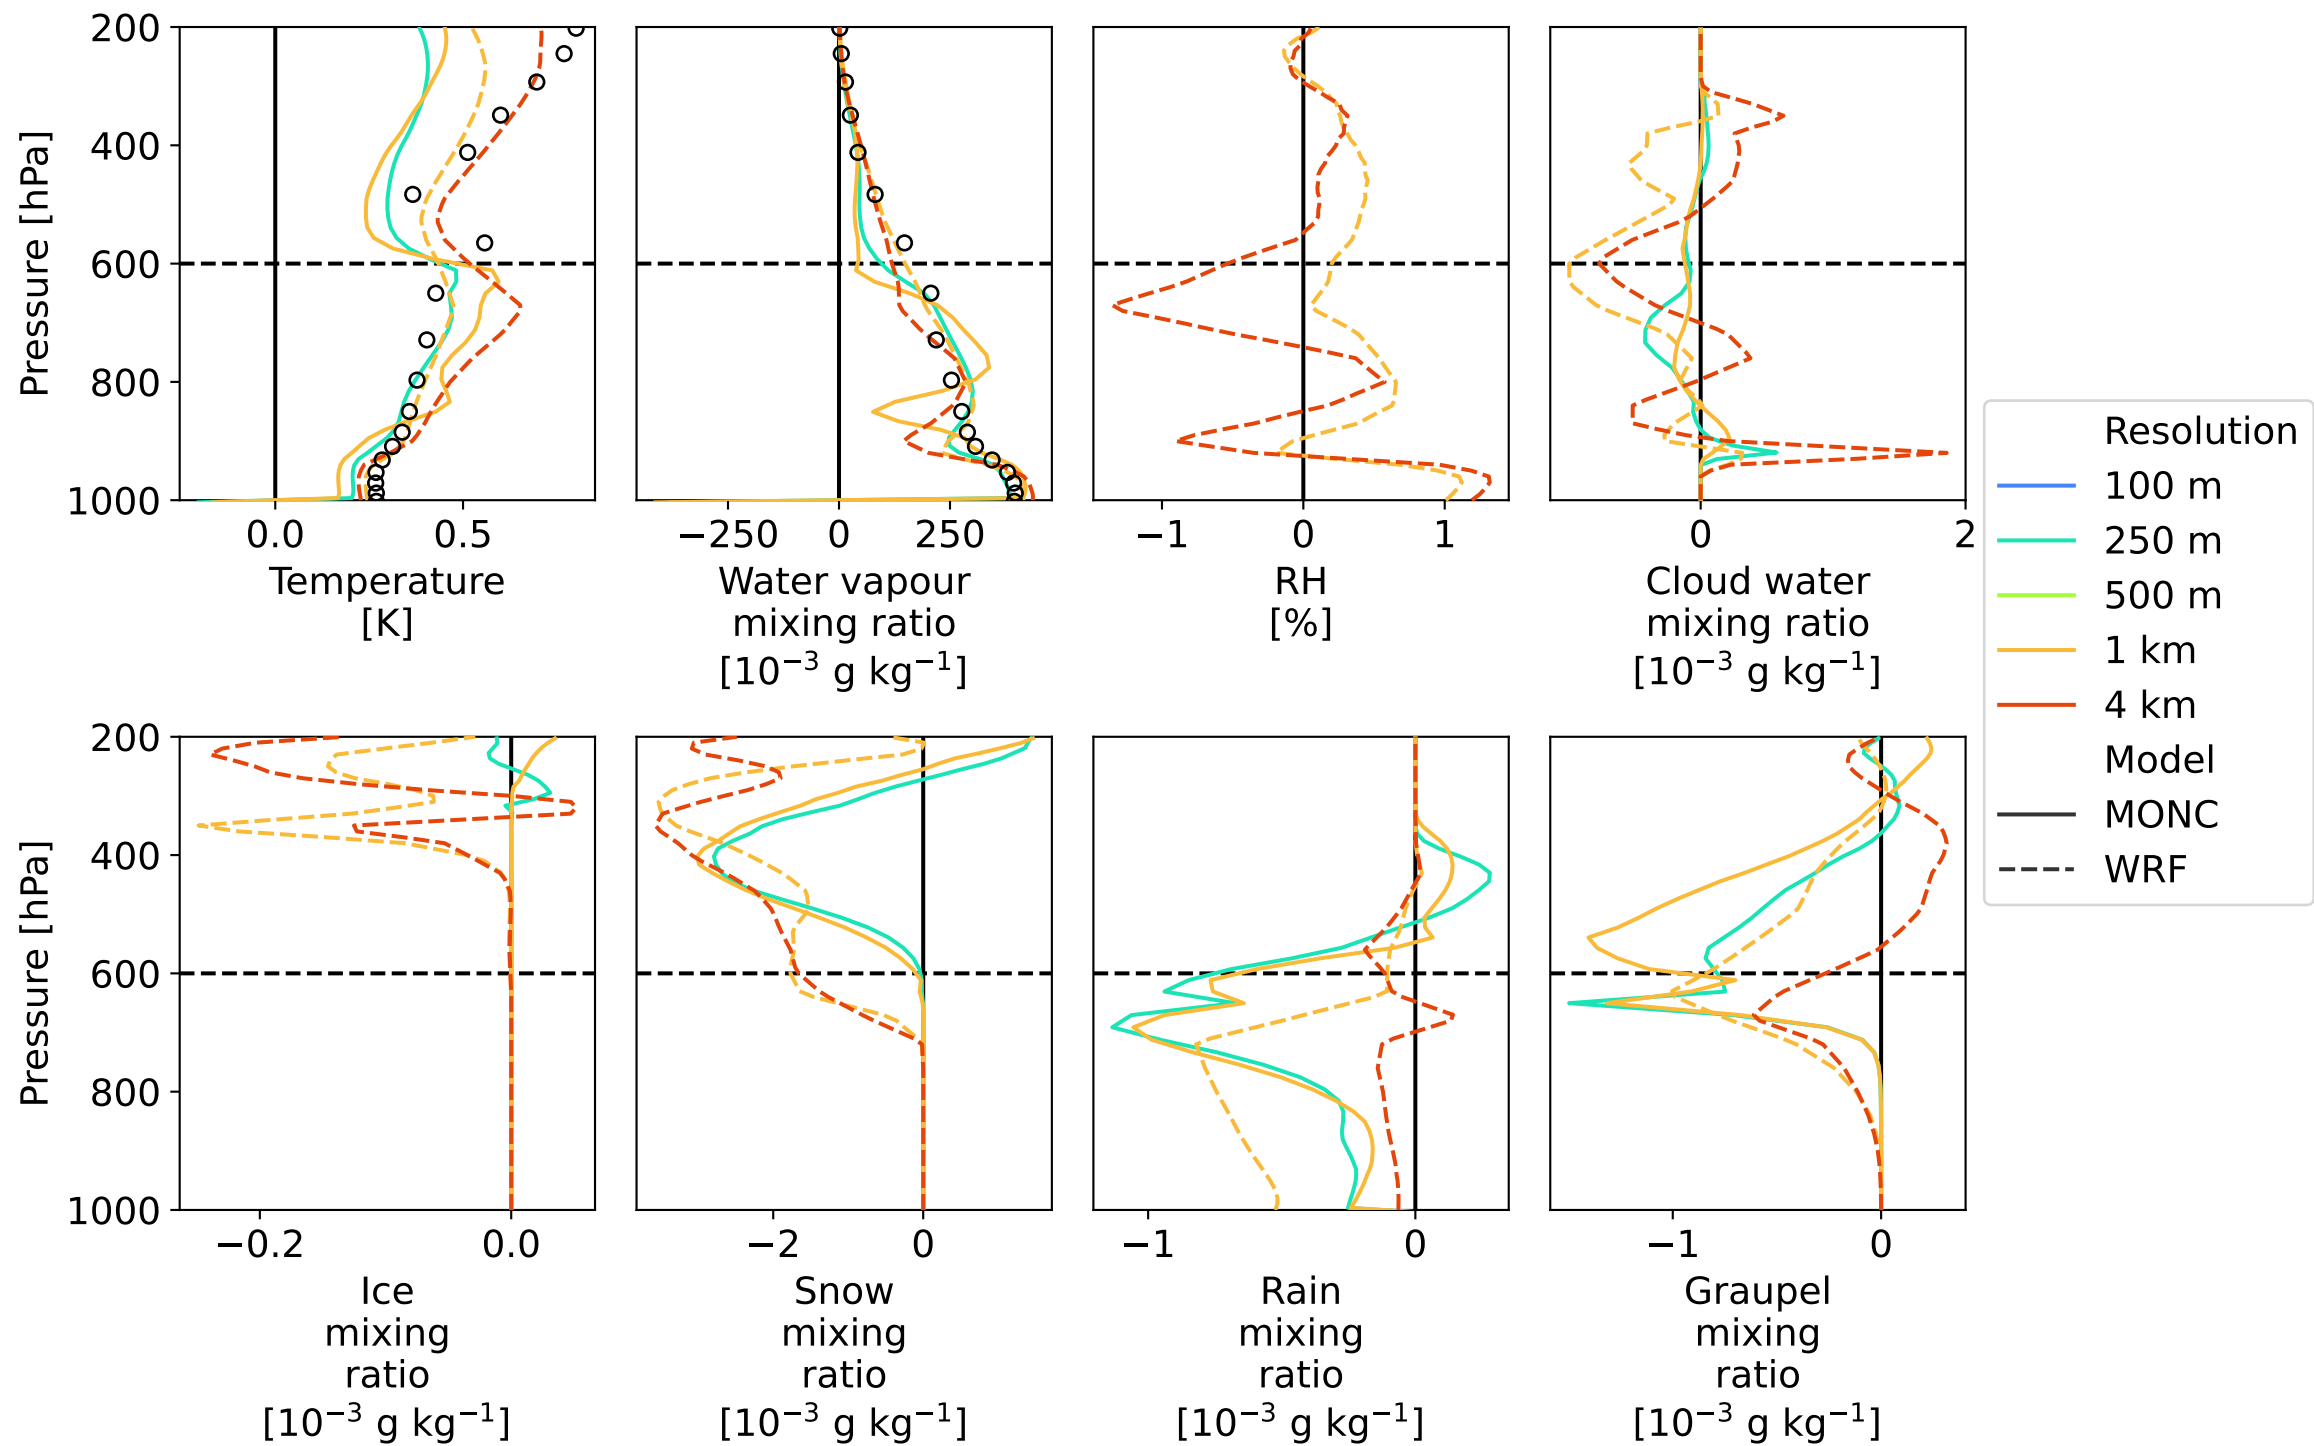 200
400
600
800
1000
Pressure [hPa]
0.0 0.5
Temperature
[K]
−250 0 250
Water vapour
mixing ratio
[10⁻³ g kg⁻¹]
−1 0 1
RH
[%]
0 2
Cloud water
mixing ratio
[10⁻³ g kg⁻¹]
Resolution
100 m
250 m
500 m
1 km
4 km
Model
MONC
WRF
200
400
600
800
1000
Pressure [hPa]
−0.2 0.0
Ice
mixing
ratio
[10⁻³ g kg⁻¹]
−2 0
Snow
mixing
ratio
[10⁻³ g kg⁻¹]
−1 0
Rain
mixing
ratio
[10⁻³ g kg⁻¹]
−1 0
Graupel
mixing
ratio
[10⁻³ g kg⁻¹]